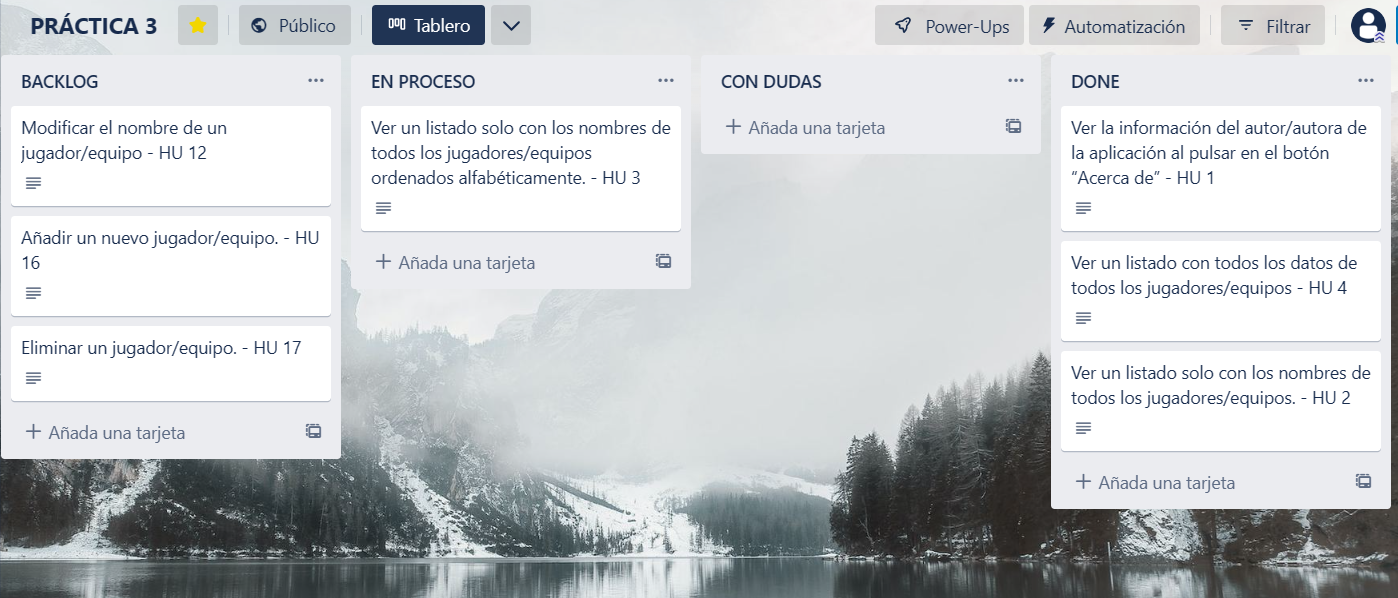 PRÁCTICA 3
Público
Tablero
Power-Ups
Automatización
Filtrar
BACKLOG
Modificar el nombre de un
jugador/equipo - HU 12
Añadir un nuevo jugador/equipo. - HU
16
Eliminar un jugador/equipo. - HU 17
Añada una tarjeta
EN PROCESO
Ver un listado solo con los nombres de
todos los jugadores/equipos
ordenados alfabéticamente. - HU 3
Añada una tarjeta
CON DUDAS
Añada una tarjeta
DONE
Ver la información del autor/autora de
la aplicación al pulsar en el botón
“Acerca de” - HU 1
Ver un listado con todos los datos de
todos los jugadores/equipos - HU 4
Ver un listado solo con los nombres de
todos los jugadores/equipos. - HU 2
Añada una tarjeta